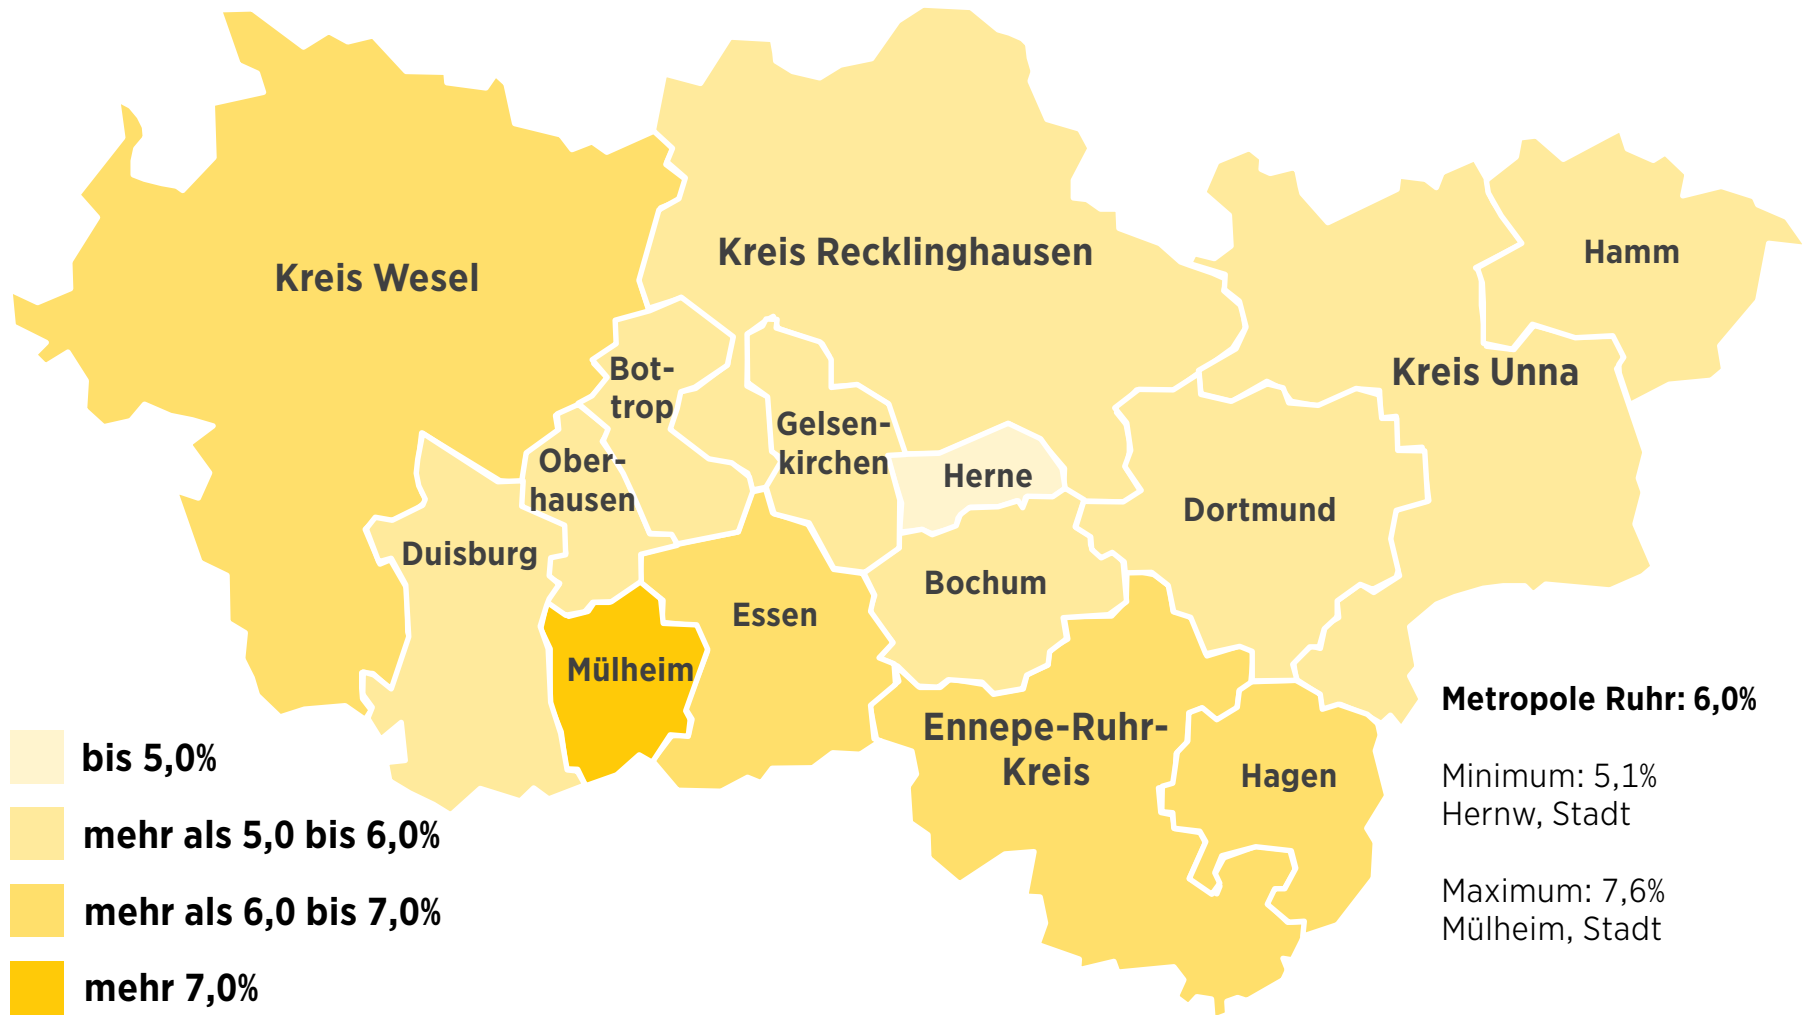 Kreis Wesel
Kreis Recklinghausen
Hamm
Kreis Unna
Bot-
trop
Gelsen-
kirchen
Ober-
hausen
Herne
Dortmund
Duisburg
Bochum
Essen
Mülheim
Ennepe-Ruhr-
Kreis
Hagen
bis 5,0%
mehr als 5,0 bis 6,0%
mehr als 6,0 bis 7,0%
mehr 7,0%
Metropole Ruhr: 6,0%
Minimum: 5,1%
Hernw, Stadt
Maximum: 7,6%
Mülheim, Stadt